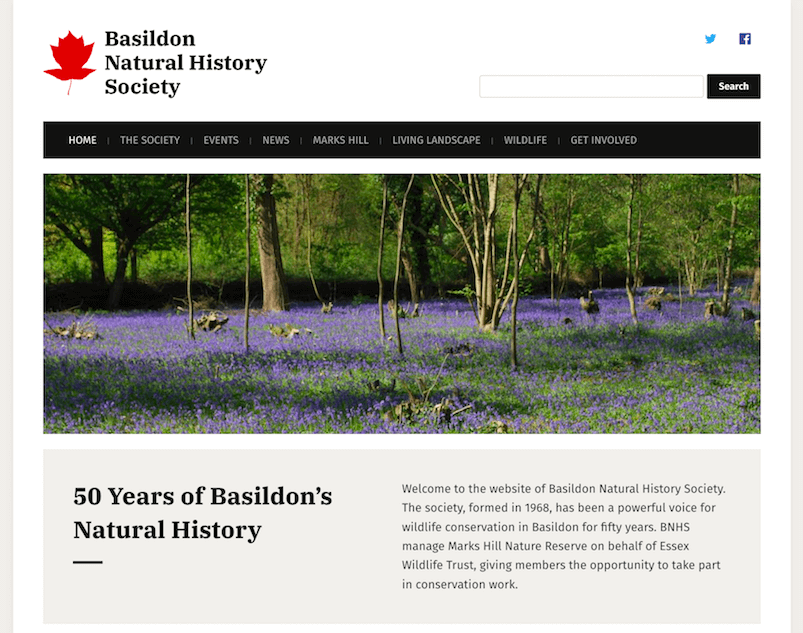 Basildon
Natural History
Society
Search
HOME
THE SOCIETY
EVENTS
NEWS
MARKS HILL
LIVING LANDSCAPE
WILDLIFE
GET INVOLVED
50 Years of Basildon’s
Natural History
Welcome to the website of Basildon Natural History Society.
The society, formed in 1968, has been a powerful voice for
wildlife conservation in Basildon for fifty years. BNHS
manage Marks Hill Nature Reserve on behalf of Essex
Wildlife Trust, giving members the opportunity to take part
in conservation work.